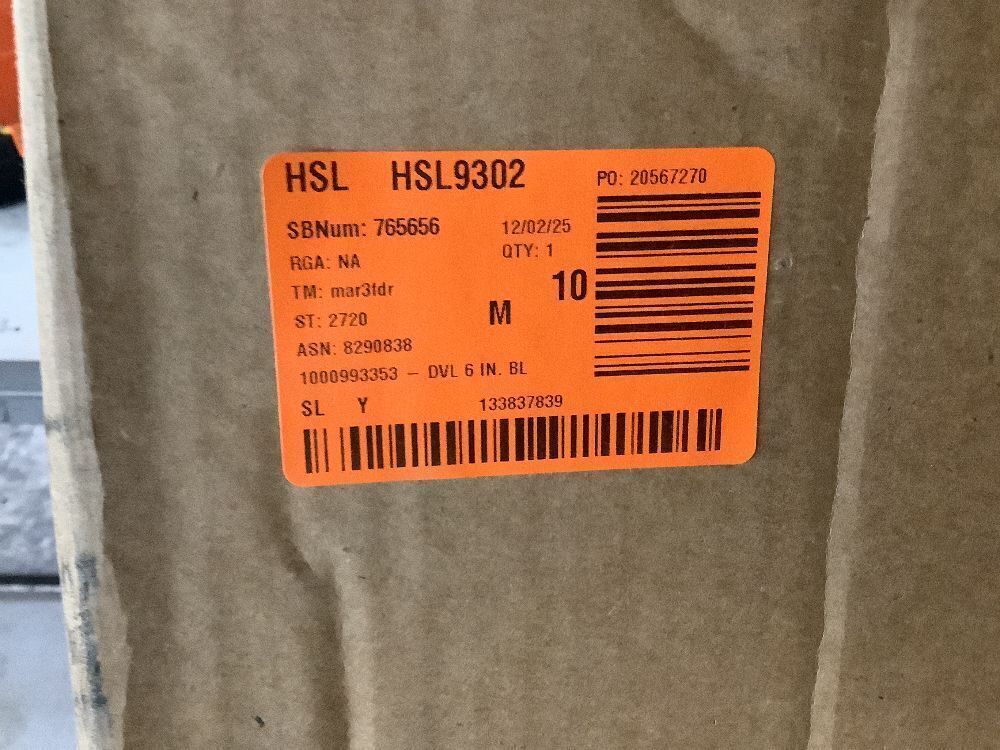 HSL HSL9302
PO: 20567270
SBNum: 765656
12/02/25
RGA: NA
QTY: 1
TM: mar3fdr
10
ST: 2720
M
ASN: 8290838
1000993353 – DVL 6 IN. BL
SL Y 133837839